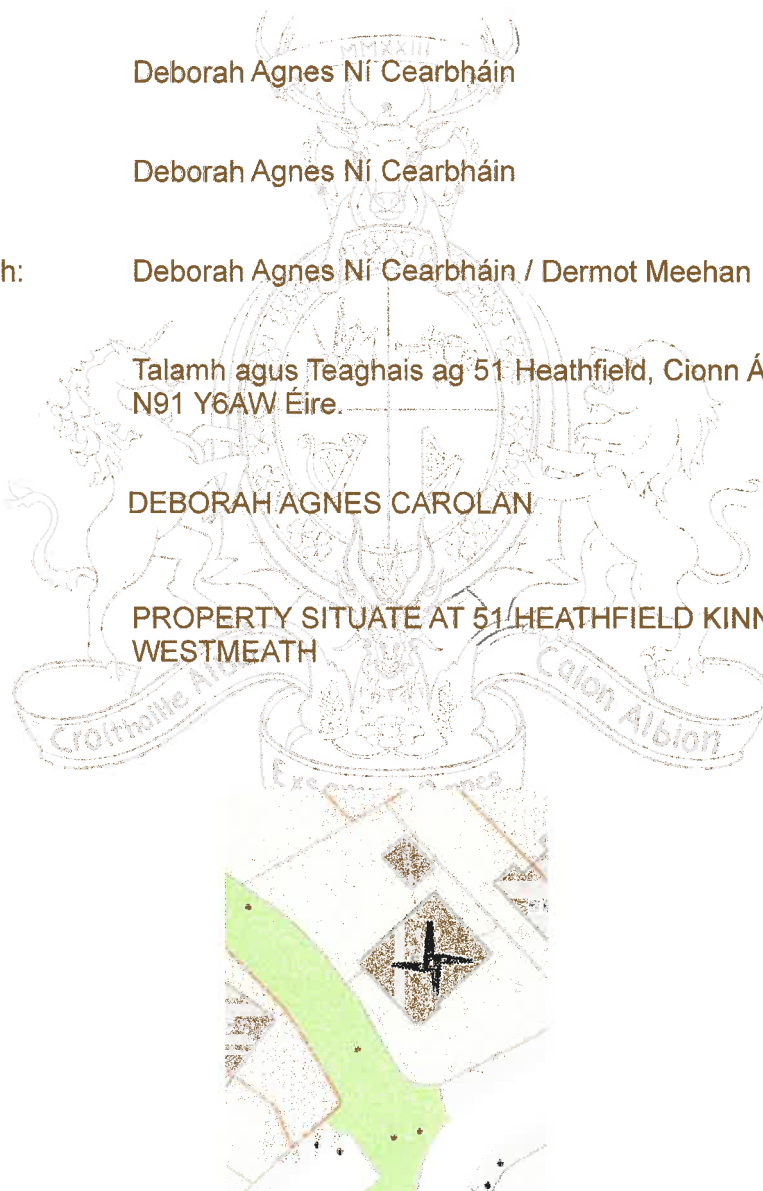 MMXXIII
Deborah Agnes Ní Cearbháin
Deborah Agnes Ní Cearbháin
h: Deborah Agnes Ní Cearbháin / Dermot Meehan
Talamh agus Teaghais ag 51 Heathfield, Cionn Á
N91 Y6AW Éire.
DEBORAH AGNES CAROLAN
PROPERTY SITUATE AT 51 HEATHFIELD KINN
WESTMEATH
Croíthoilte
Calon Albion